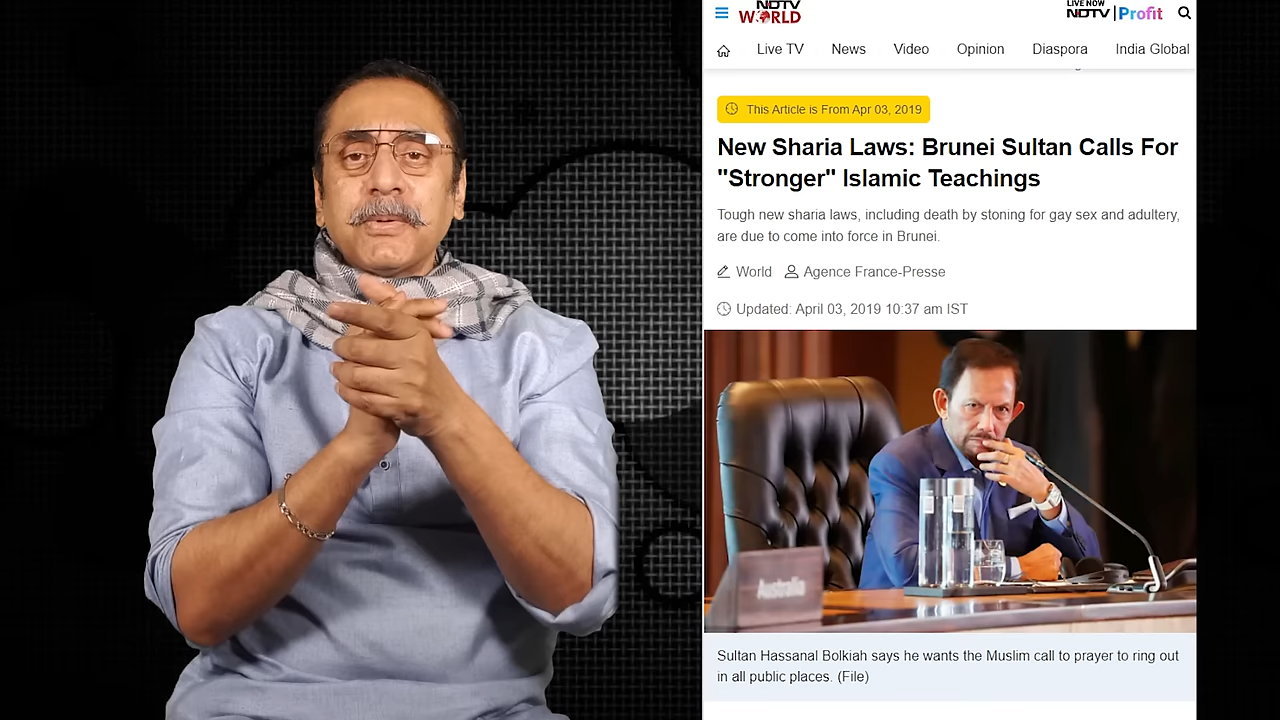 NDTV
WORLD
LIVE NOW
NDTV | Profit
Live TV News Video Opinion Diaspora India Global
This Article is From Apr 03, 2019
New Sharia Laws: Brunei Sultan Calls For
"Stronger" Islamic Teachings
Tough new sharia laws, including death by stoning for gay sex and adultery,
are due to come into force in Brunei.
World Agence France-Presse
Updated: April 03, 2019 10:37 am IST
Australia
Sultan Hassanal Bolkiah says he wants the Muslim call to prayer to ring out
in all public places. (File)